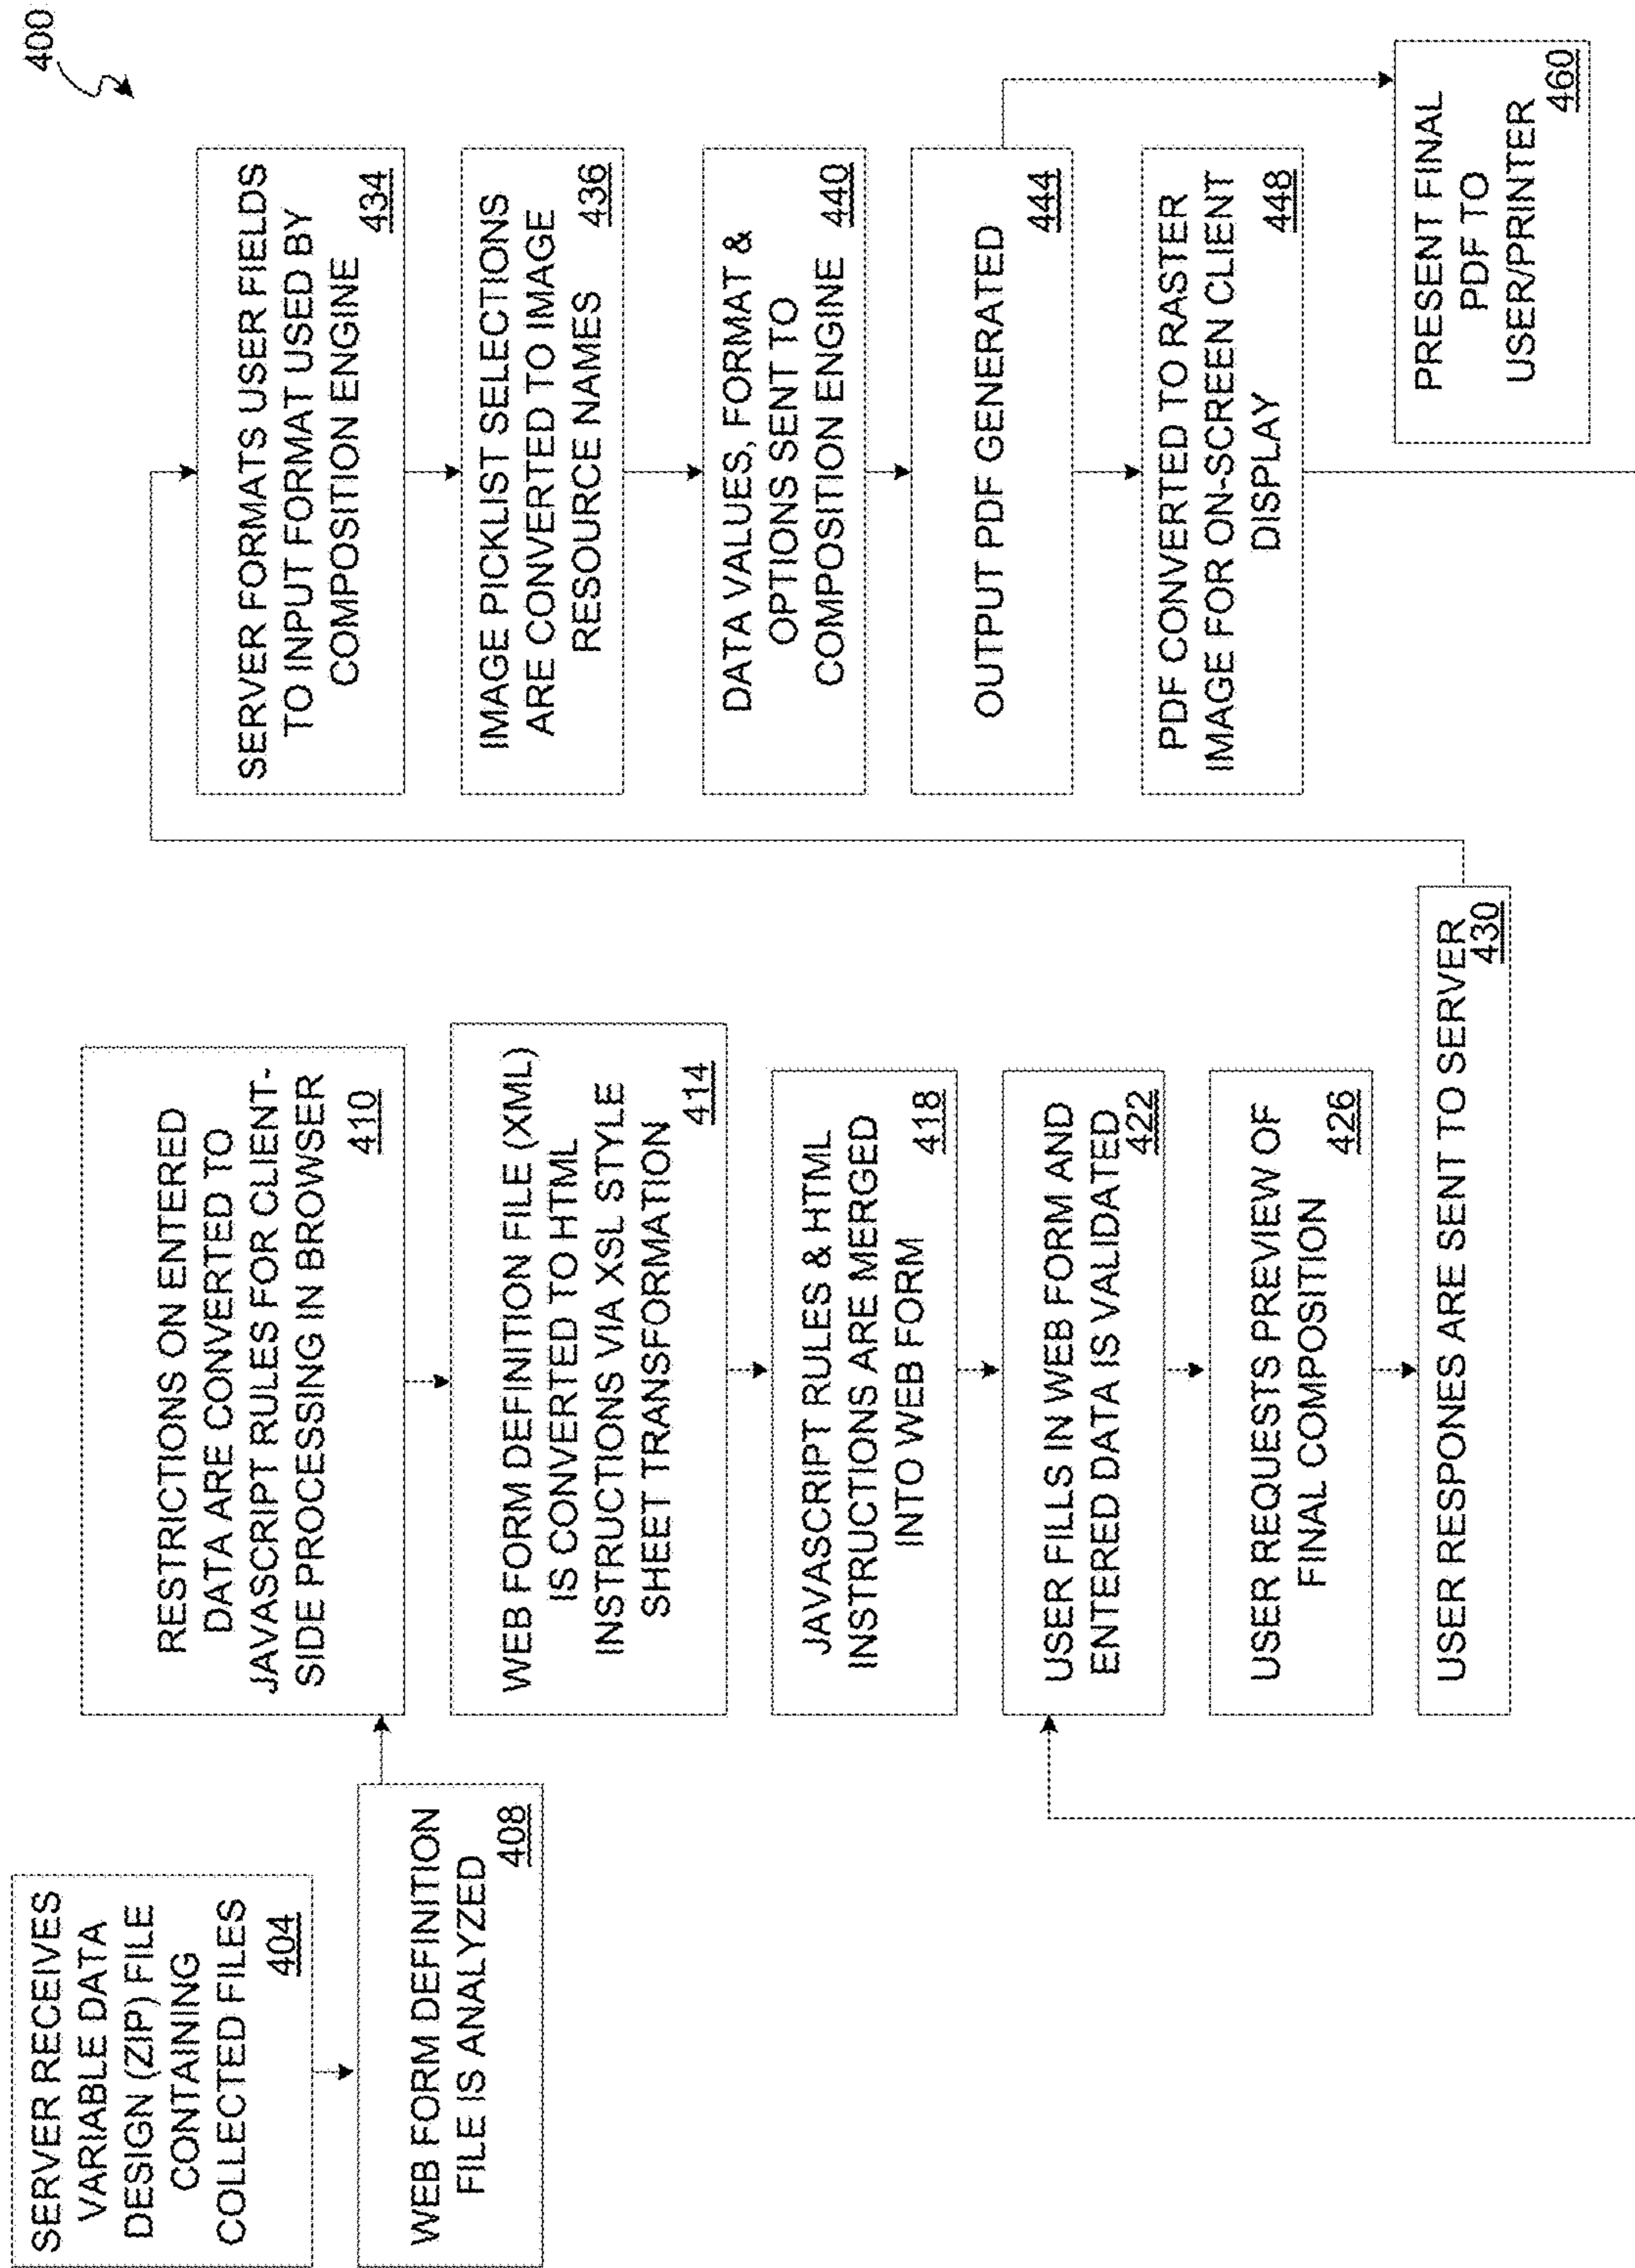 400
SERVER RECEIVES
VARIABLE DATA
DESIGN (ZIP) FILE
CONTAINING
COLLECTED FILES
404
WEB FORM DEFINITION
FILE IS ANALYZED
408
RESTRICTIONS ON ENTERED
DATA ARE CONVERTED TO
JAVASCRIPT RULES FOR CLIENT-
SIDE PROCESSING IN BROWSER
410
WEB FORM DEFINITION FILE (XML)
IS CONVERTED TO HTML
INSTRUCTIONS VIA XSL STYLE
SHEET TRANSFORMATION
414
JAVASCRIPT RULES & HTML
INSTRUCTIONS ARE MERGED
INTO WEB FORM
418
USER FILLS IN WEB FORM AND
ENTERED DATA IS VALIDATED
422
USER REQUESTS PREVIEW OF
FINAL COMPOSITION
426
USER RESPONES ARE SENT TO SERVER
430
SERVER FORMATS USER FIELDS
TO INPUT FORMAT USED BY
COMPOSITION ENGINE
434
IMAGE PICKLIST SELECTIONS
ARE CONVERTED TO IMAGE
RESOURCE NAMES
436
DATA VALUES, FORMAT &
OPTIONS SENT TO
COMPOSITION ENGINE
440
OUTPUT PDF GENERATED
444
PDF CONVERTED TO RASTER
IMAGE FOR ON-SCREEN CLIENT
DISPLAY
448
PRESENT FINAL
PDF TO
USER/PRINTER
460